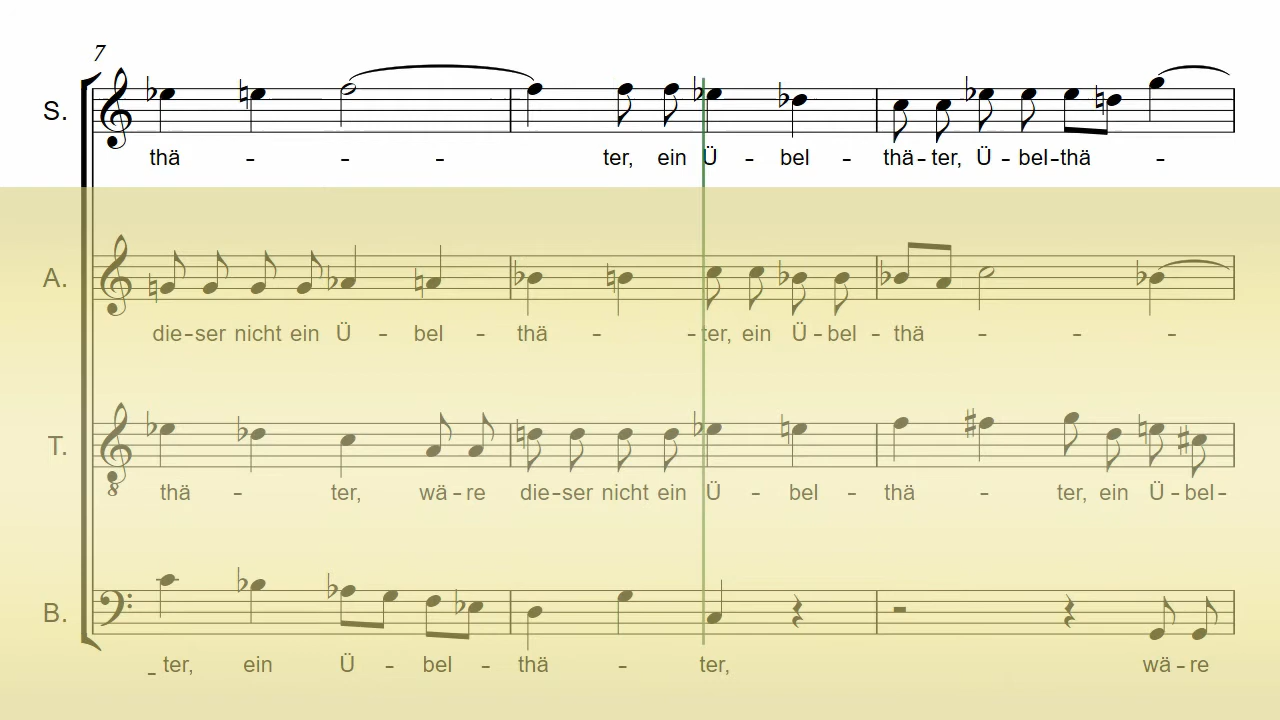 7
S.
thä - - - ter, ein Ü - bel - thä - ter, Ü - bel - thä -
A.
die - ser nicht ein Ü - bel - thä - - ter, ein Ü - bel - thä - - -
T.
8
thä - ter, wä - re die - ser nicht ein Ü - bel - thä - ter, ein Ü - bel -
B.
_ ter, ein Ü - bel - thä - ter, wä - re